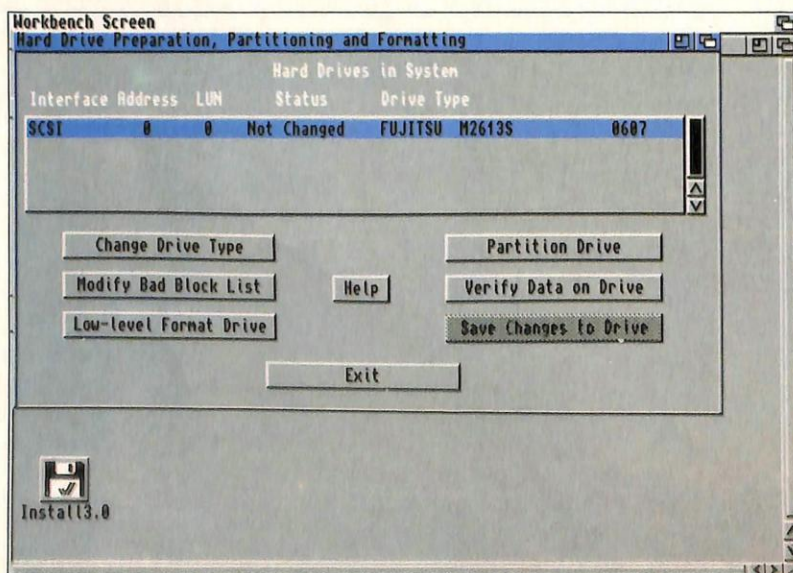 Workbench Screen
Hard Drive Preparation, Partitioning and Formatting
Hard Drives in System
Interface Address LUN Status Drive Type
SCSI 0 0 Not Changed FUJITSU M2613S 0607
Change Drive Type
Partition Drive
Modify Bad Block List
Help
Verify Data on Drive
Low-level Format Drive
Save Changes to Drive
Exit
Install3.0